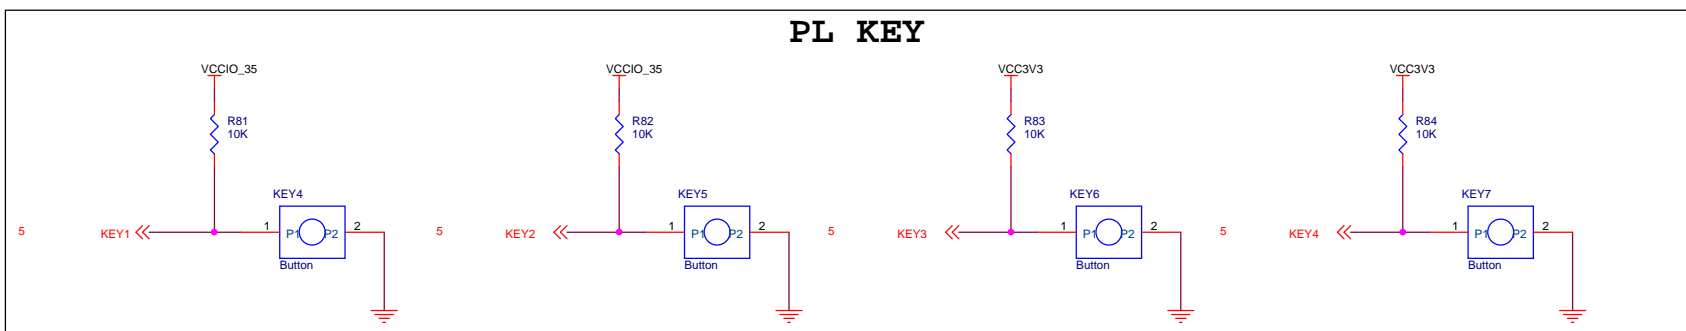 PL KEY
VCCIO_35
VCCIO_35
VCC3V3
VCC3V3
R81
10K
R82
10K
R83
10K
R84
10K
KEY4
KEY5
KEY6
KEY7
5
KEY1
1
P1
P2
2
5
KEY2
1
P1
P2
2
5
KEY3
1
P1
P2
2
5
KEY4
1
P1
P2
2
Button
Button
Button
Button